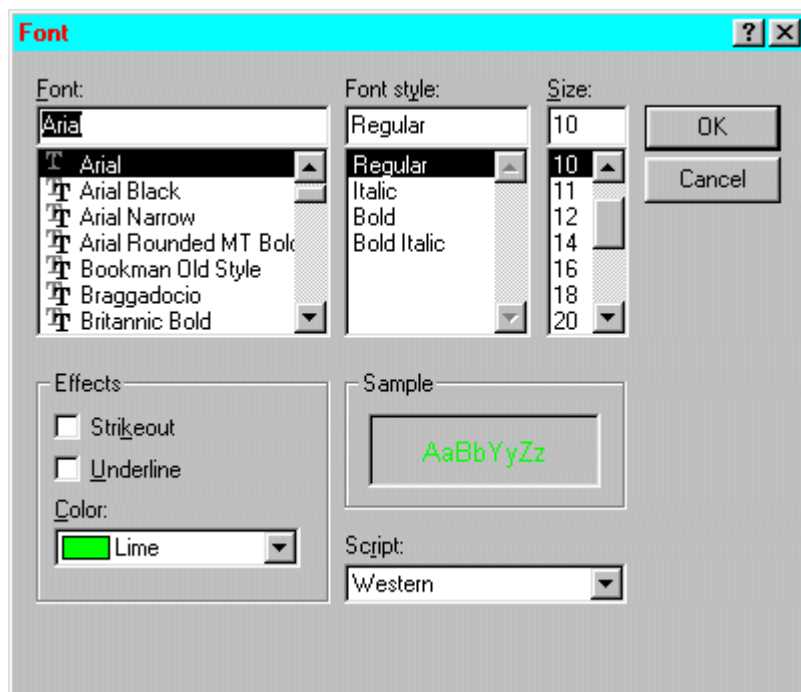 Font
Font:
Arial
Arial
Arial Black
Arial Narrow
Arial Rounded MT Bold
Bookman Old Style
Braggadocio
Britannic Bold
Font style:
Regular
Regular
Italic
Bold
Bold Italic
Size:
10
10
11
12
14
16
18
20
OK
Cancel
Effects
Strikeout
Underline
Color:
Lime
Sample
AaBbYyZz
Script:
Western